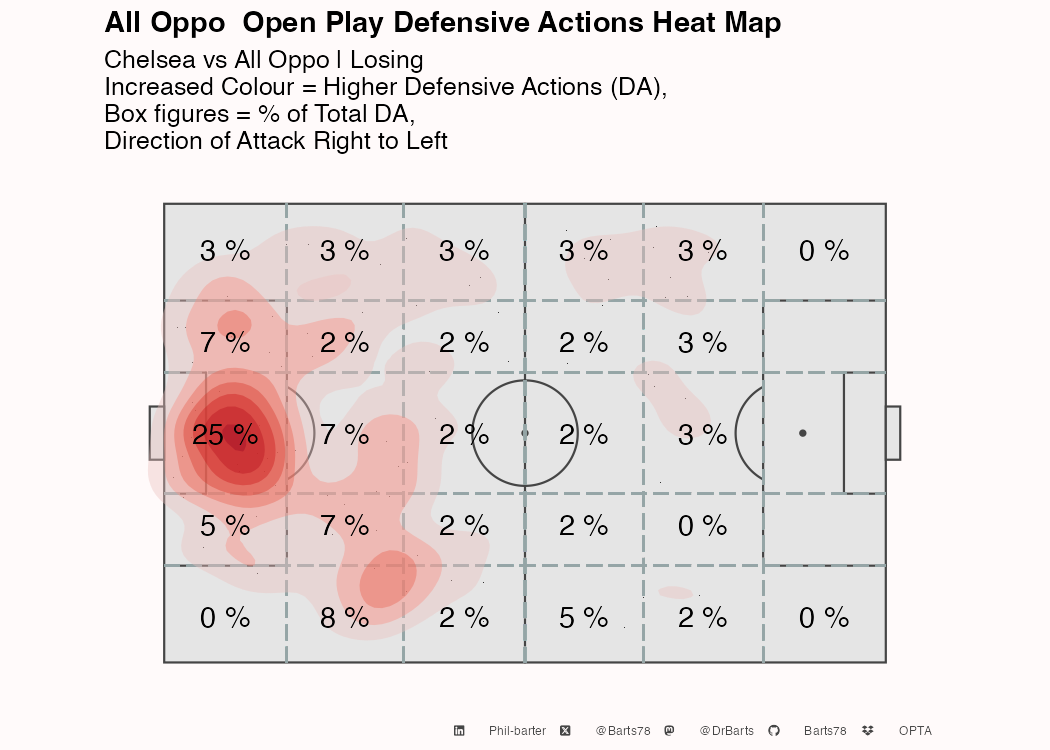 All Oppo  Open Play Defensive Actions Heat Map
Chelsea vs All Oppo | Losing
Increased Colour = Higher Defensive Actions (DA),
Box figures = % of Total DA,
Direction of Attack Right to Left
3 % 3 % 3 % 3 % 3 % 0 %
7 % 2 % 2 % 2 % 3 %
25 % 7 % 2 % 2 % 3 %
5 % 7 % 2 % 2 % 0 %
0 % 8 % 2 % 5 % 2 % 0 %
Phil-barter @Barts78 @DrBarts Barts78 OPTA